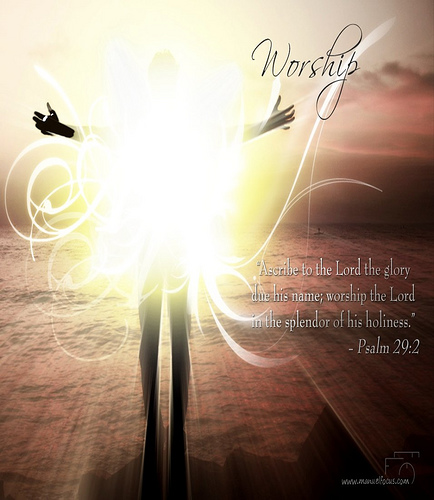 Worship
"Ascribe to the Lord the glory
due his name; worship the Lord
in the splendor of his holiness."
- Psalm 29:2
www.manuelfocus.com